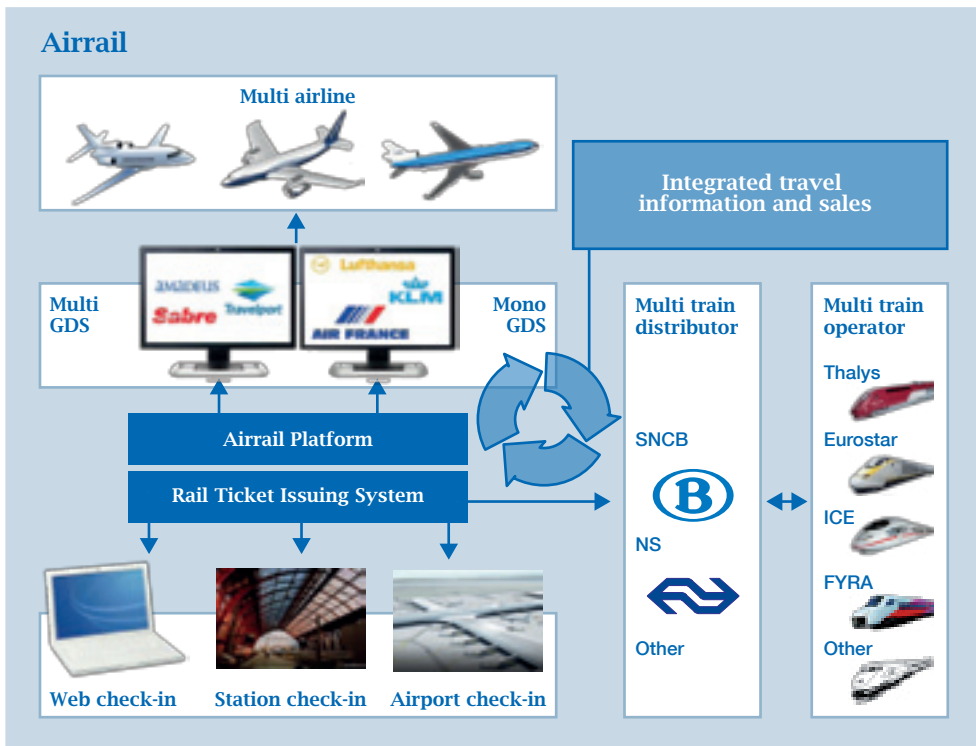 Airrail
Multi airline
Integrated travel
information and sales
Multi
GDS
AMADEUS
Sabre
Travelport
Lufthansa
KLM
AIR FRANCE
Mono
GDS
Multi train
distributor
Multi train
operator
Thalys
Airrail Platform
SNCB
Eurostar
Rail Ticket Issuing System
B
ICE
NS
FYRA
Other
Other
Web check-in
Station check-in
Airport check-in